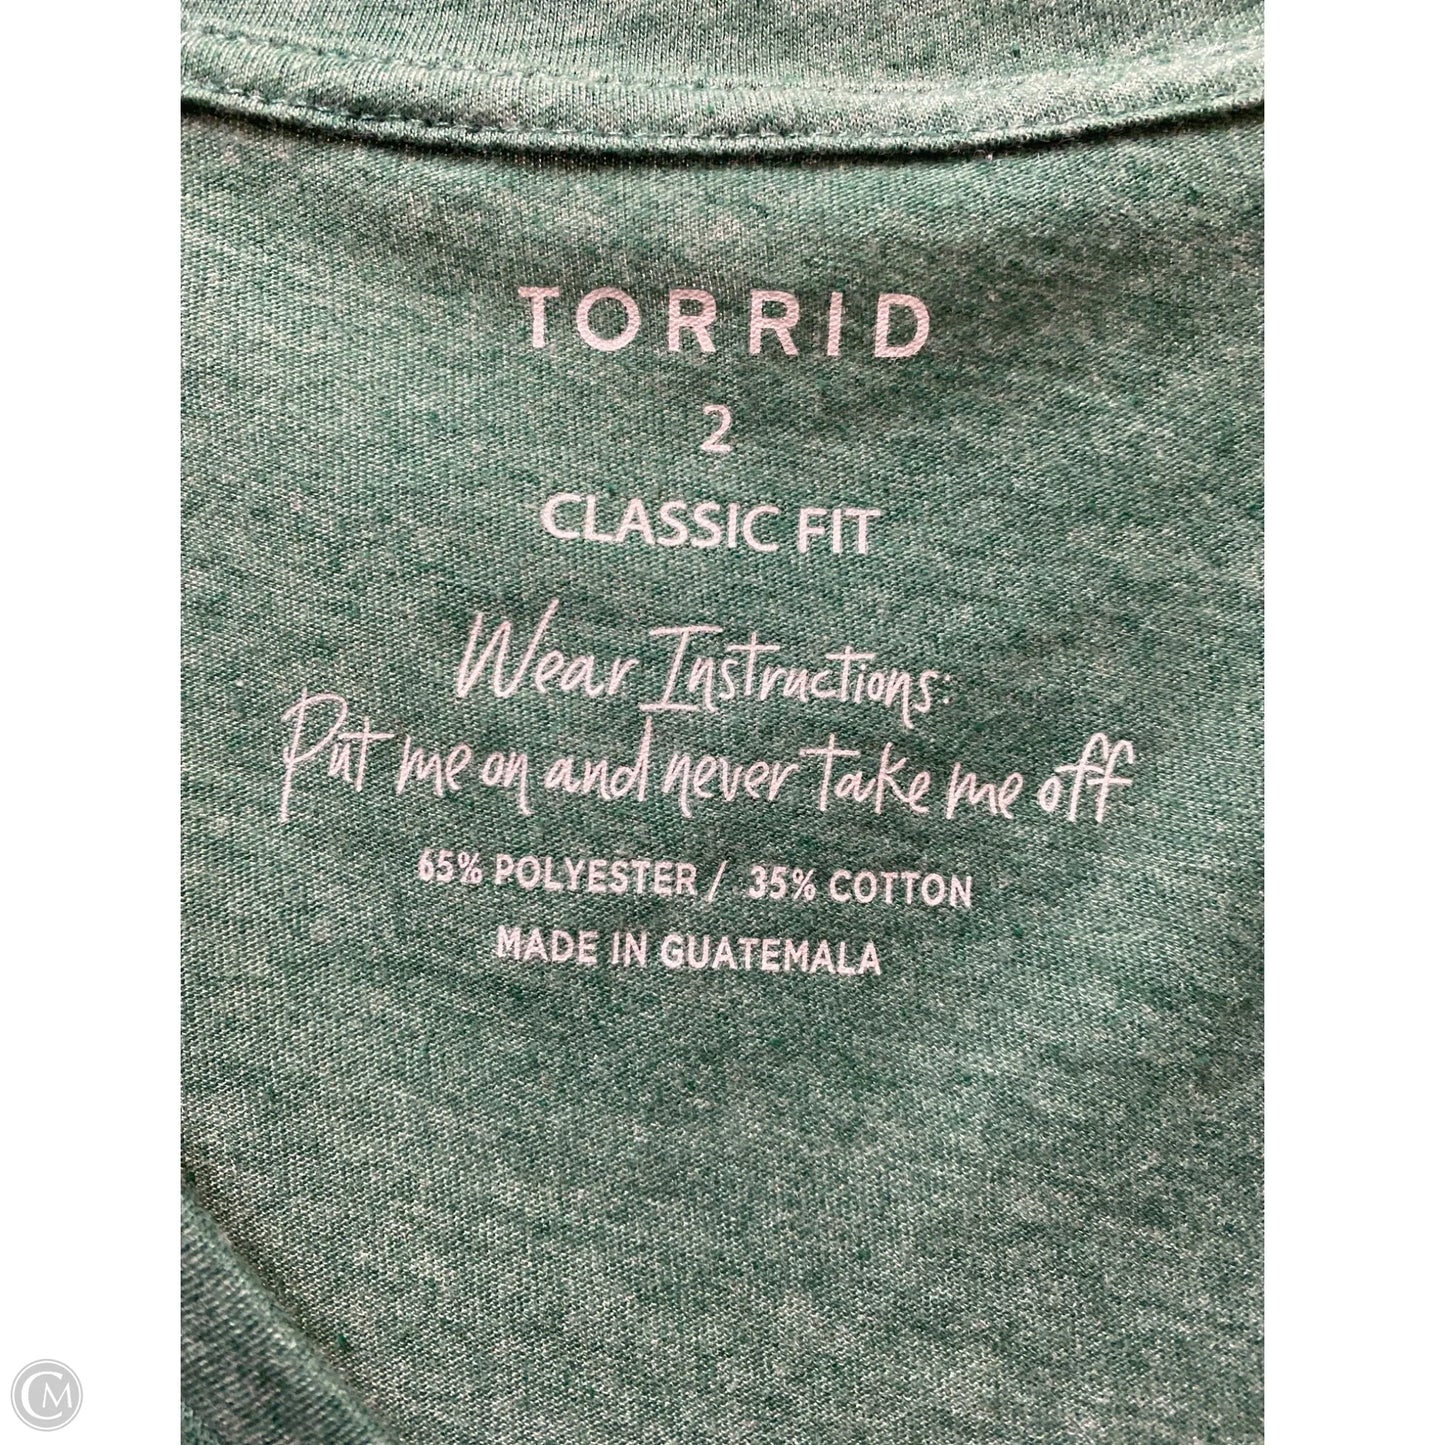 TORRID
2
CLASSIC FIT
Wear Instructions:
Put me on and never take me off
65% POLYESTER / 35% COTTON
MADE IN GUATEMALA
CM